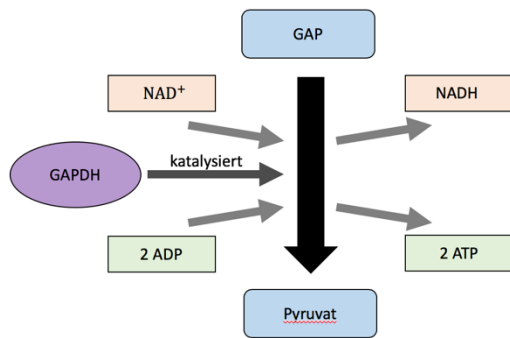 GAP
NAD⁺
NADH
katalysiert
GAPDH
2 ADP
2 ATP
Pyruvat